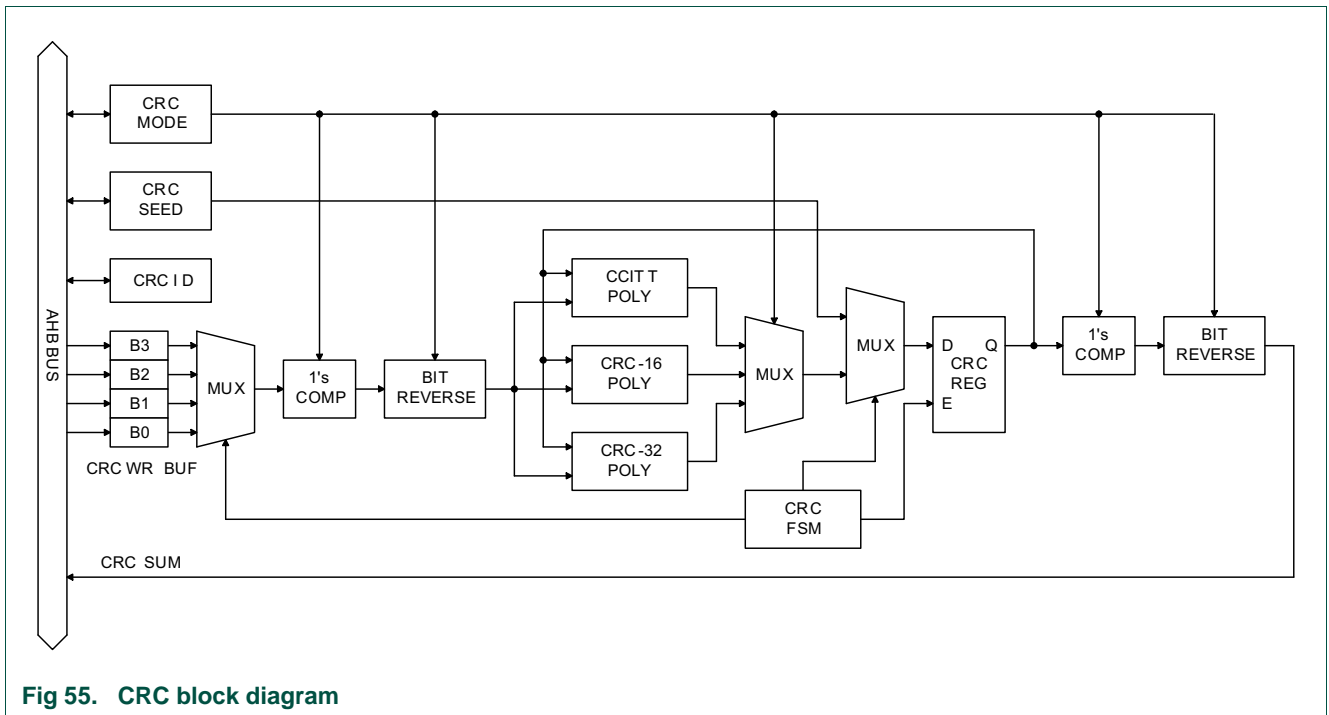 CRC
MODE
CRC
SEED
CRC I D
AHB BUS
B3
B2
B1
B0
CRC WR BUF
MUX
1's
COMP
BIT
REVERSE
CCIT T
POLY
CRC-16
POLY
CRC-32
POLY
MUX
MUX
CRC
FSM
D Q
CRC
REG
E
1's
COMP
BIT
REVERSE
CRC SUM
Fig 55. CRC block diagram